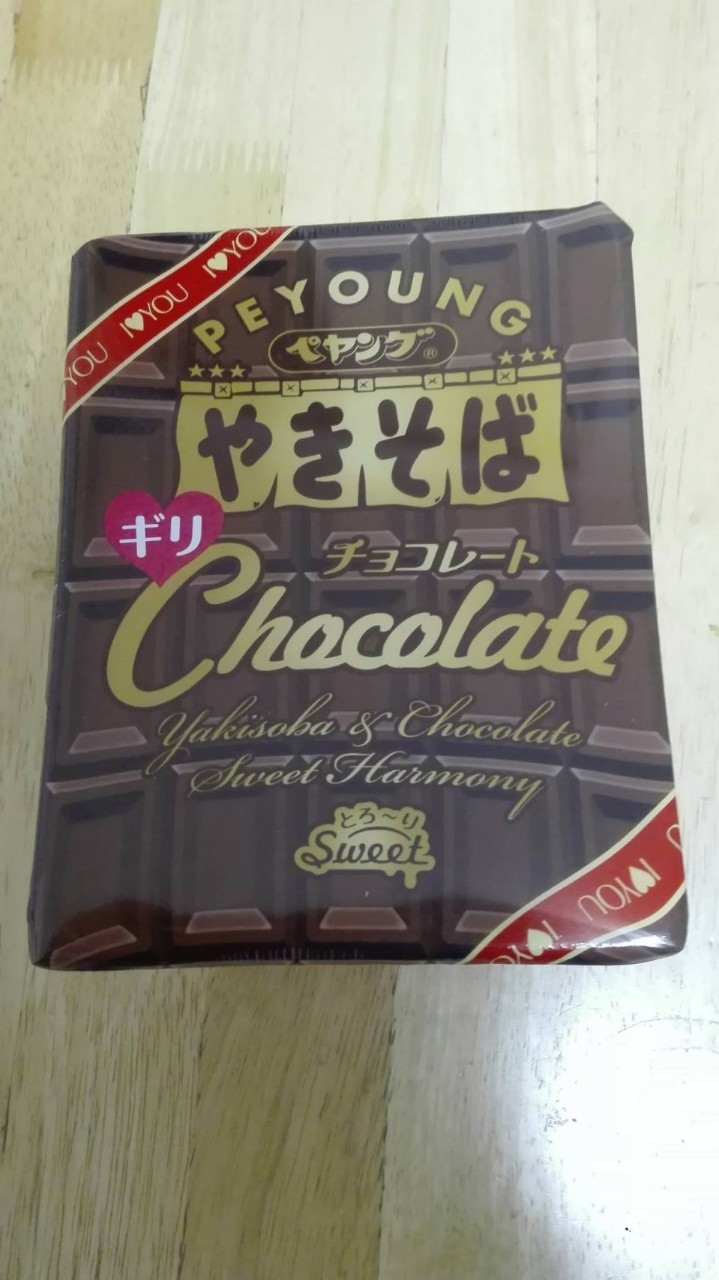 I♥YOU I♥YOU
YOU
PEYOUNG
ペヤング®
やきそば
ギリ
チョコレート
Chocolate
Yakisoba & Chocolate
Sweet Harmony
とろ〜り
Sweet
I♥YOU